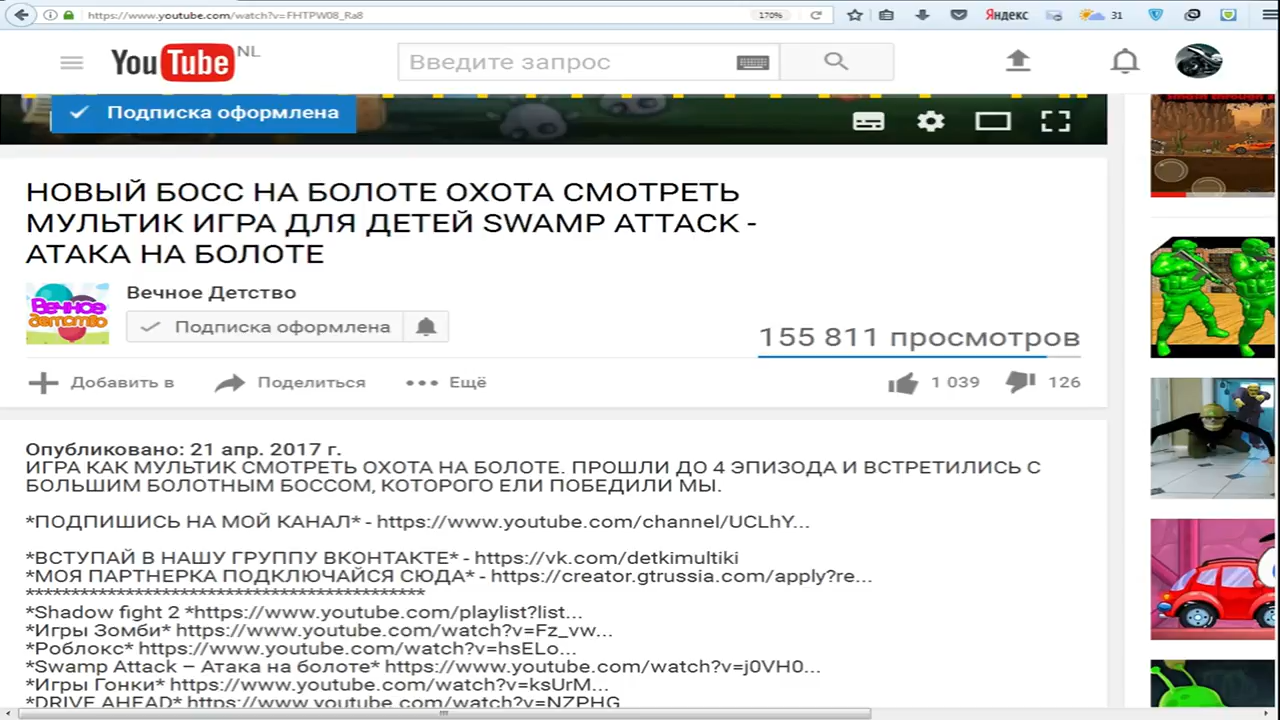 https://www.youtube.com/watch?v=FHTPW08_Ra8
170%
Яндекс
31
YouTube NL
Введите запрос
Подписка оформлена
НОВЫЙ БОСС НА БОЛОТЕ ОХОТА СМОТРЕТЬ
МУЛЬТИК ИГРА ДЛЯ ДЕТЕЙ SWAMP ATTACK -
АТАКА НА БОЛОТЕ
Вечное детство
Вечное Детство
Подписка оформлена
155 811 просмотров
Добавить в
Поделиться
Ещё
1 039
126
Опубликовано: 21 апр. 2017 г.
ИГРА КАК МУЛЬТИК СМОТРЕТЬ ОХОТА НА БОЛОТЕ. ПРОШЛИ ДО 4 ЭПИЗОДА И ВСТРЕТИЛИСЬ С
БОЛЬШИМ БОЛОТНЫМ БОССОМ, КОТОРОГО ЕЛИ ПОБЕДИЛИ МЫ.
*ПОДПИШИСЬ НА МОЙ КАНАЛ* - https://www.youtube.com/channel/UCLhY...
*ВСТУПАЙ В НАШУ ГРУППУ ВКОНТАКТЕ* - https://vk.com/detkimultiki
*МОЯ ПАРТНЕРКА ПОДКЛЮЧАЙСЯ СЮДА* - https://creator.gtrussia.com/apply?re...
******************************************
*Shadow fight 2 *https://www.youtube.com/playlist?list...
*Игры Зомби* https://www.youtube.com/watch?v=Fz_vw...
*Роблокс* https://www.youtube.com/watch?v=hsELo...
*Swamp Attack – Атака на болоте* https://www.youtube.com/watch?v=j0VH0...
*Игры Гонки* https://www.youtube.com/watch?v=ksUrM...
*DRIVE AHEAD* https://www.youtube.com/watch?v=NZPHG